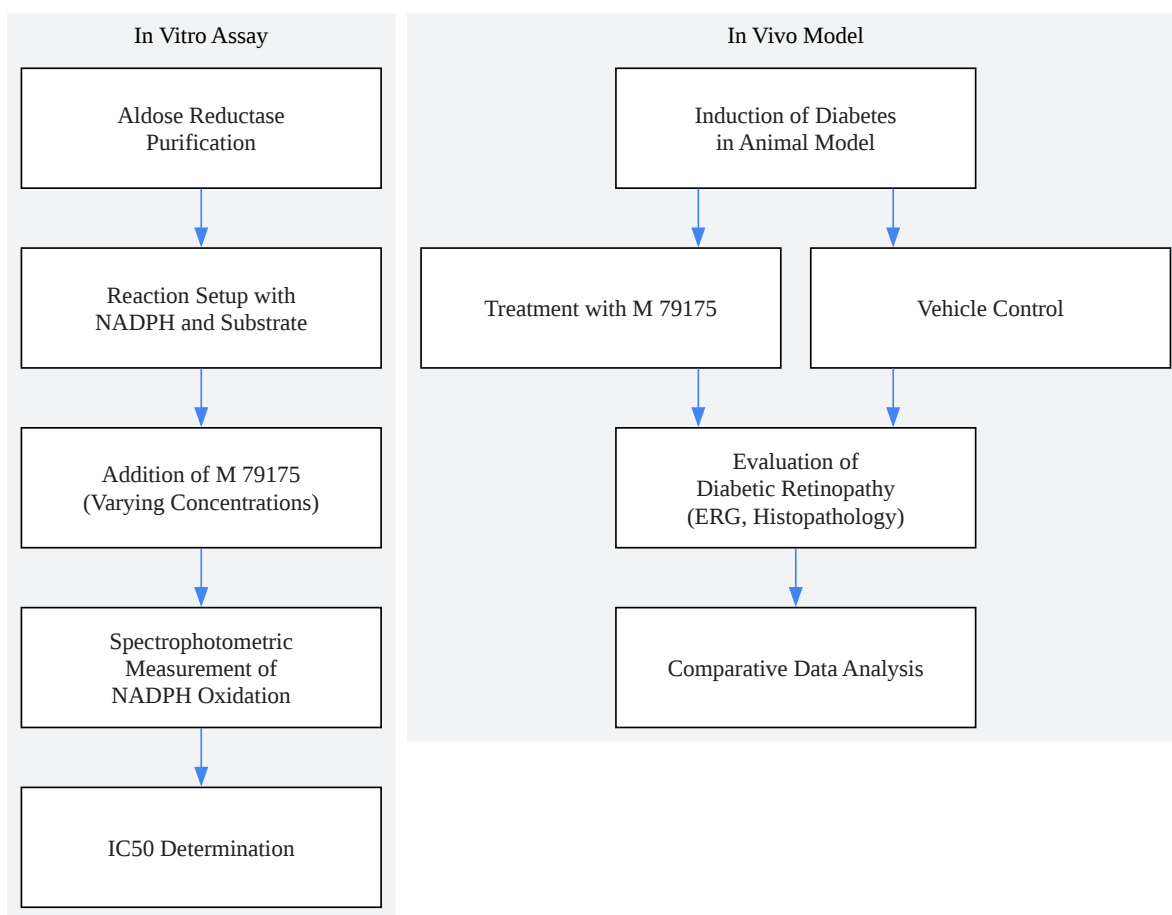 In Vitro Assay
Aldose Reductase
Purification
Reaction Setup with
NADPH and Substrate
Addition of M 79175
(Varying Concentrations)
Spectrophotometric
Measurement of
NADPH Oxidation
IC50 Determination
In Vivo Model
Induction of Diabetes
in Animal Model
Treatment with M 79175
Vehicle Control
Evaluation of
Diabetic Retinopathy
(ERG, Histopathology)
Comparative Data Analysis